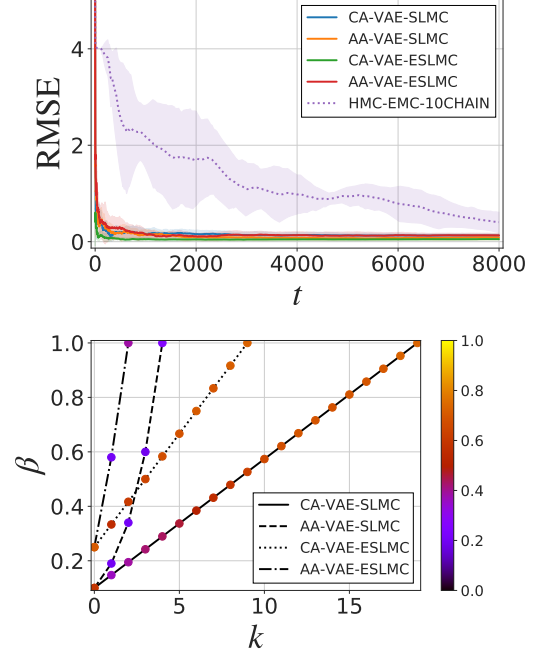 CA-VAE-SLMC
AA-VAE-SLMC
CA-VAE-ESLMC
AA-VAE-ESLMC
HMC-EMC-10CHAIN
RMSE
4
2
0
0 2000 4000 6000 8000
t
1.0
0.8
0.6
0.4
0.2
β
CA-VAE-SLMC
AA-VAE-SLMC
CA-VAE-ESLMC
AA-VAE-ESLMC
0 5 10 15
k
1.0
0.8
0.6
0.4
0.2
0.0